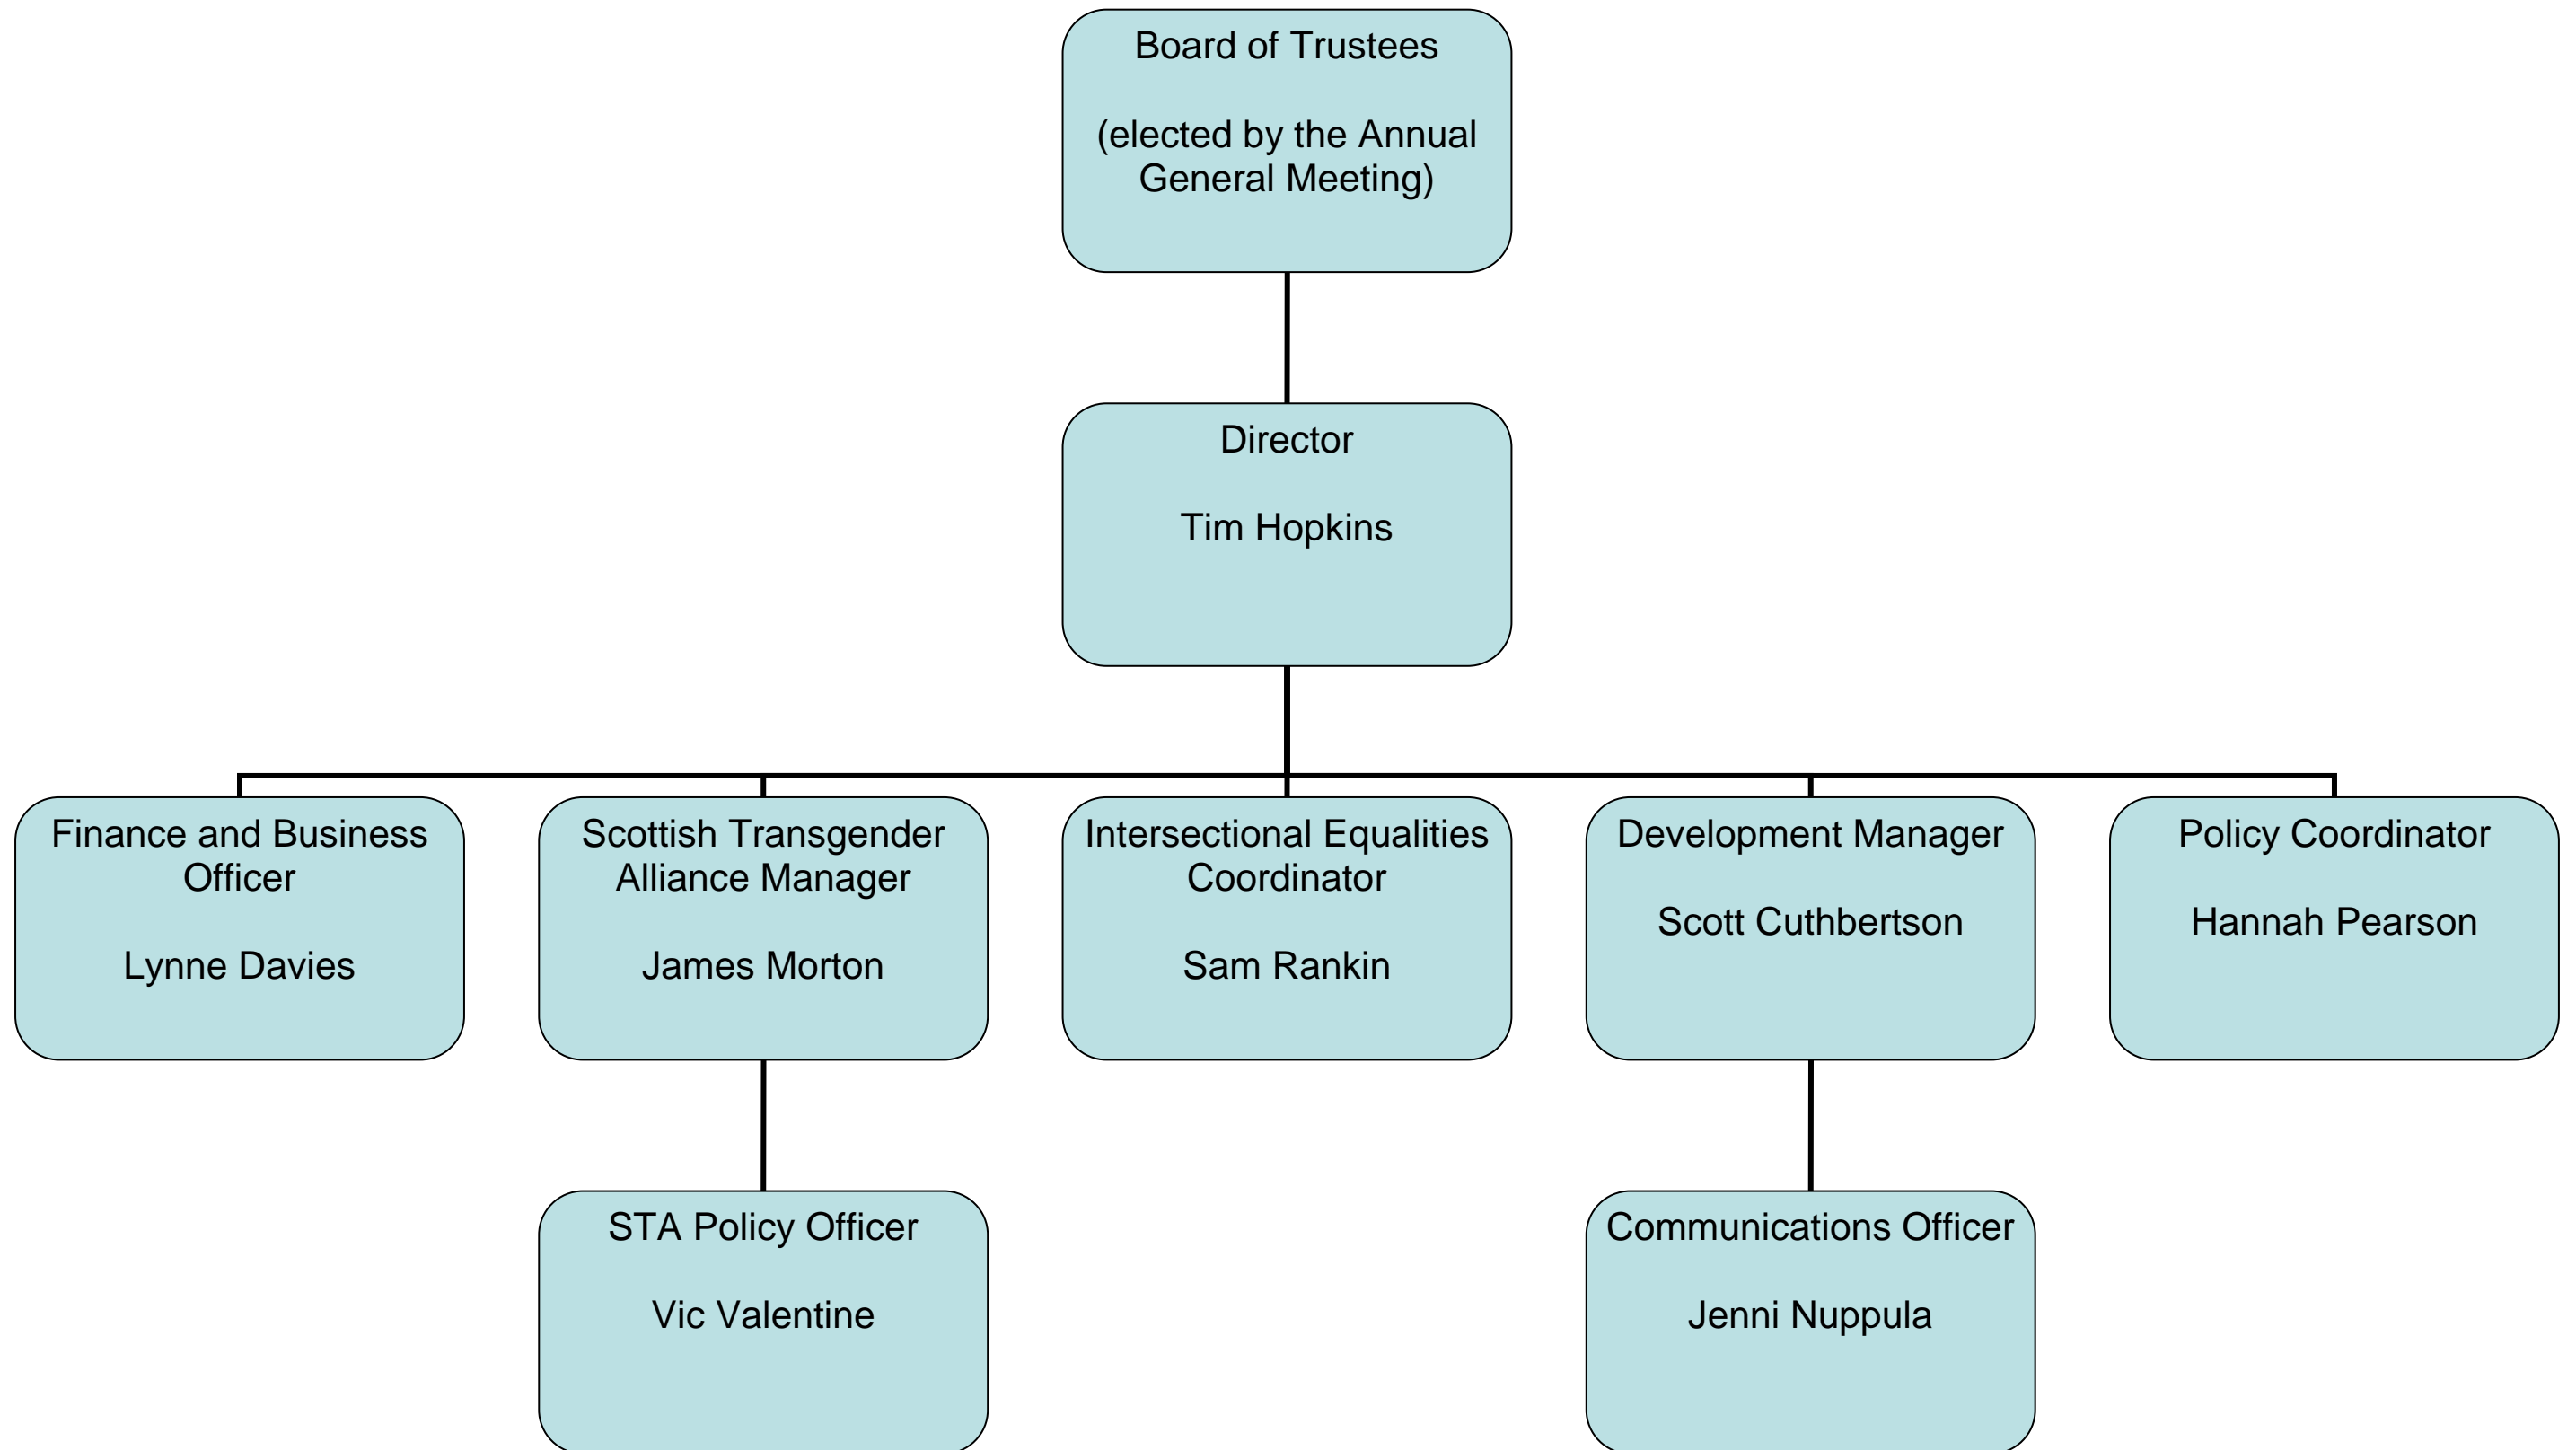 Board of Trustees
(elected by the Annual
General Meeting)
Director
Tim Hopkins
Finance and Business
Officer
Lynne Davies
Scottish Transgender
Alliance Manager
James Morton
Intersectional Equalities
Coordinator
Sam Rankin
Development Manager
Scott Cuthbertson
Policy Coordinator
Hannah Pearson
STA Policy Officer
Vic Valentine
Communications Officer
Jenni Nuppula